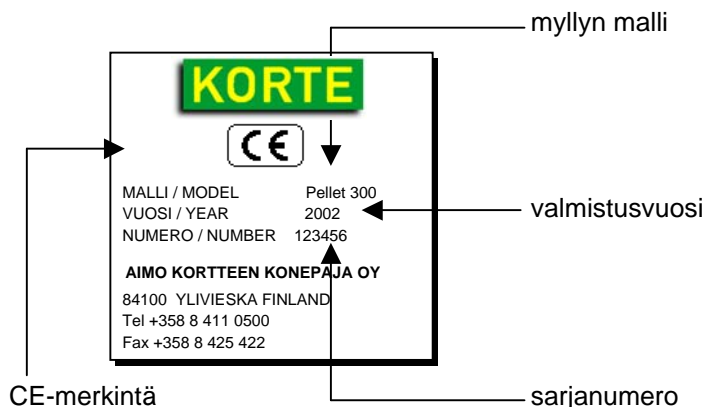 myllyn malli
KORTE
CE
MALLI / MODEL Pellet 300
VUOSI / YEAR 2002
valmistusvuosi
NUMERO / NUMBER 123456
AIMO KORTTEEN KONEPAJA OY
84100 YLIVIESKA FINLAND
Tel +358 8 411 0500
Fax +358 8 425 422
CE-merkintä
sarjanumero